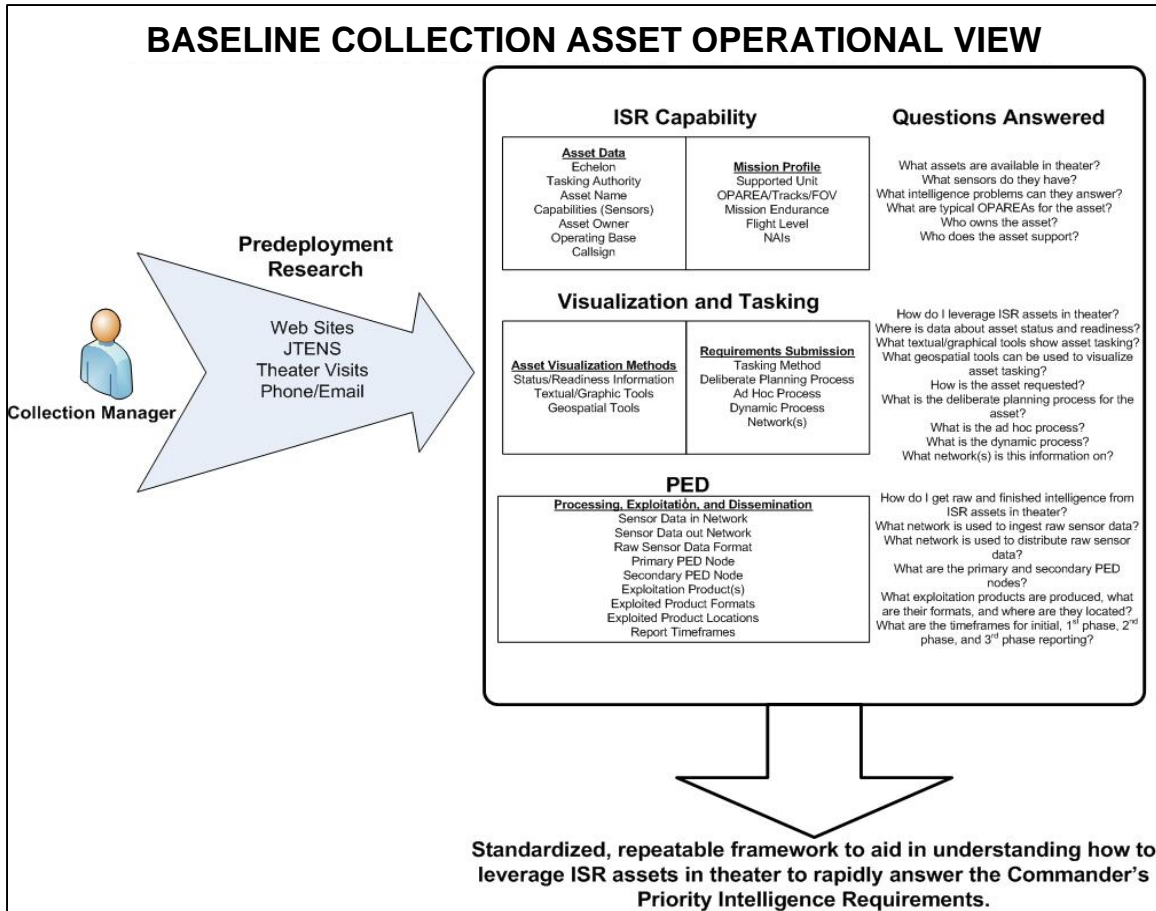 BASELINE COLLECTION ASSET OPERATIONAL VIEW
Collection Manager
Predeployment
Research
Web Sites
JTENS
Theater Visits
Phone/Email
ISR Capability
Asset Data
Echelon
Tasking Authority
Asset Name
Capabilities (Sensors)
Asset Owner
Operating Base
Callsign
Mission Profile
Supported Unit
OPAREA/Tracks/FOV
Mission Endurance
Flight Level
NAIs
Questions Answered
What assets are available in theater?
What sensors do they have?
What intelligence problems can they answer?
What are typical OPAREAs for the asset?
Who owns the asset?
Who does the asset support?
Visualization and Tasking
Asset Visualization Methods
Status/Readiness Information
Textual/Graphic Tools
Geospatial Tools
Requirements Submission
Tasking Method
Deliberate Planning Process
Ad Hoc Process
Dynamic Process
Network(s)
How do I leverage ISR assets in theater?
Where is data about asset status and readiness?
What textual/graphical tools show asset tasking?
What geospatial tools can be used to visualize
asset tasking?
How is the asset requested?
What is the deliberate planning process for the
asset?
What is the ad hoc process?
What is the dynamic process?
What network(s) is this information on?
PED
Processing, Exploitation, and Dissemination
Sensor Data in Network
Sensor Data out Network
Raw Sensor Data Format
Primary PED Node
Secondary PED Node
Exploitation Product(s)
Exploited Product Formats
Exploited Product Locations
Report Timeframes
How do I get raw and finished intelligence from
ISR assets in theater?
What network is used to ingest raw sensor data?
What network is used to distribute raw sensor
data?
What are the primary and secondary PED
nodes?
What exploitation products are produced, what
are their formats, and where are they located?
What are the timeframes for initial, 1st phase, 2nd
phase, and 3rd phase reporting?
Standardized, repeatable framework to aid in understanding how to
leverage ISR assets in theater to rapidly answer the Commander's
Priority Intelligence Requirements.